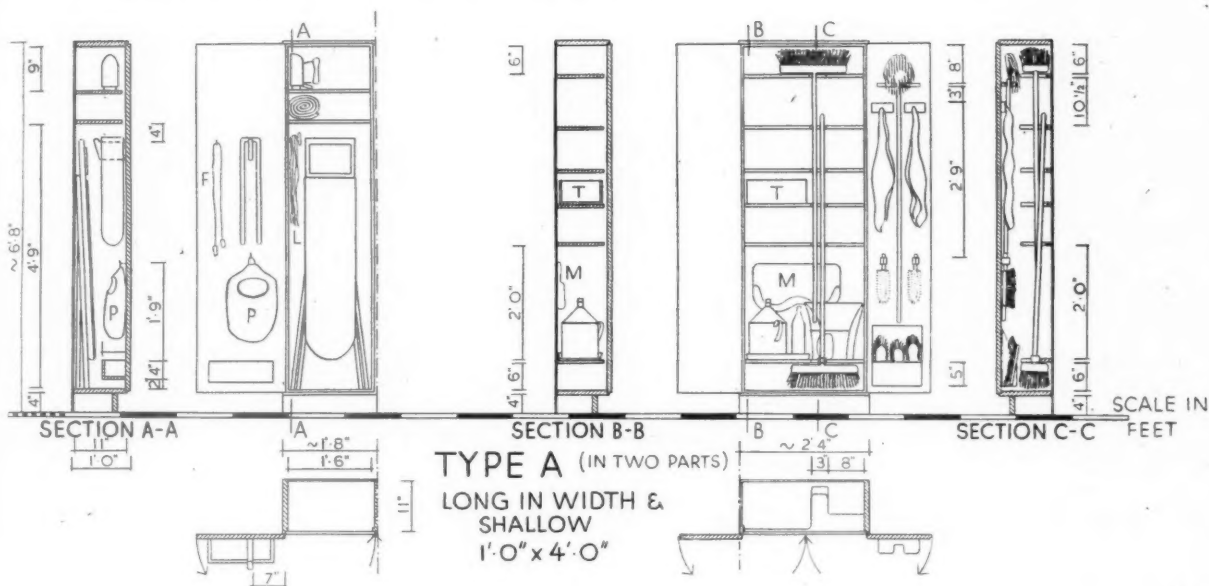 A
B
C
9"
6"
8"
6"
3"
10½"
4"
~ 6'.8"
4'.9"
F
L
T
T
2'9"
P
P
M
M
1'.9"
2'.0"
2'.0"
4"
2"
6"
5"
6"
4"
4"
4"
SCALE IN
FEET
SECTION A-A
A
SECTION B-B
B
C
SECTION C-C
11"
1'.0"
~1'.8"
1'.6"
~ 2'4"
3"
8"
TYPE A (IN TWO PARTS)
LONG IN WIDTH &
SHALLOW
1'.0" x 4'.0"
11"
7"